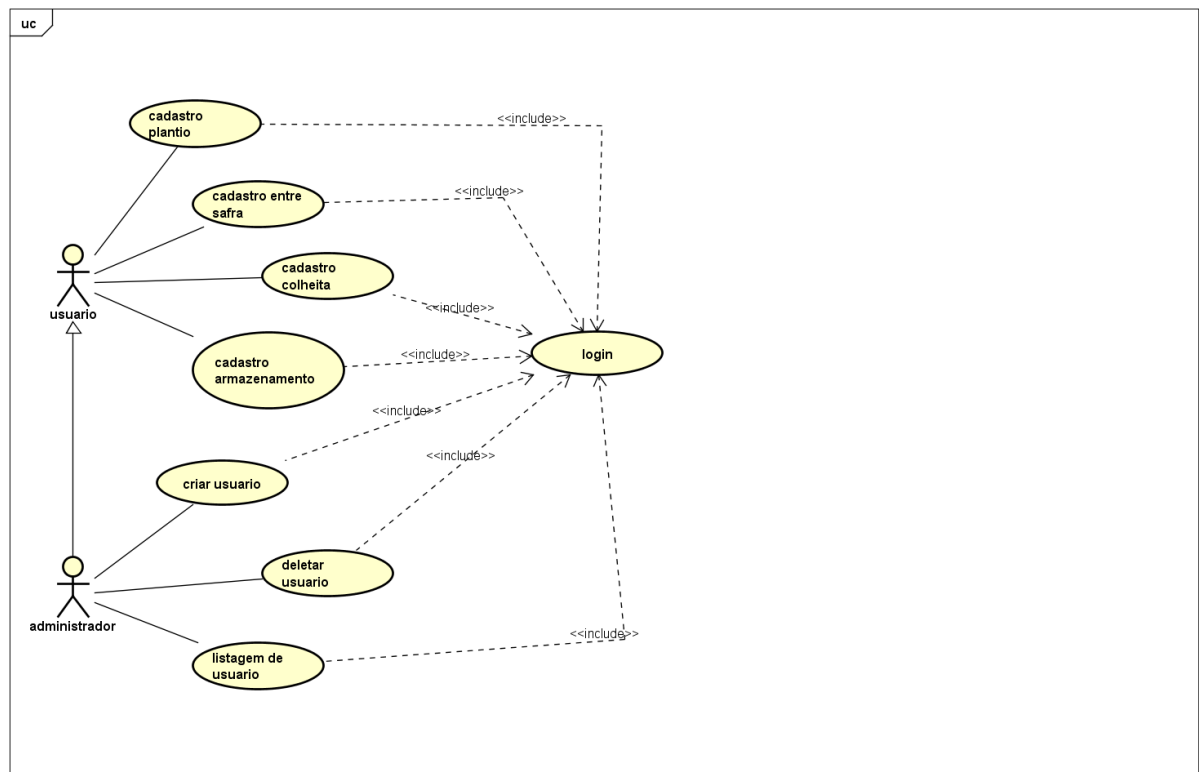 uc
cadastro
plantio
<<include>>
cadastro entre
safra
<<include>>
cadastro
colheita
<<include>>
usuario
login
cadastro
armazenamento
<<include>>
<<include>>
criar usuario
<<include>>
deletar
usuario
administrador
listagem de
usuario
<<include>>